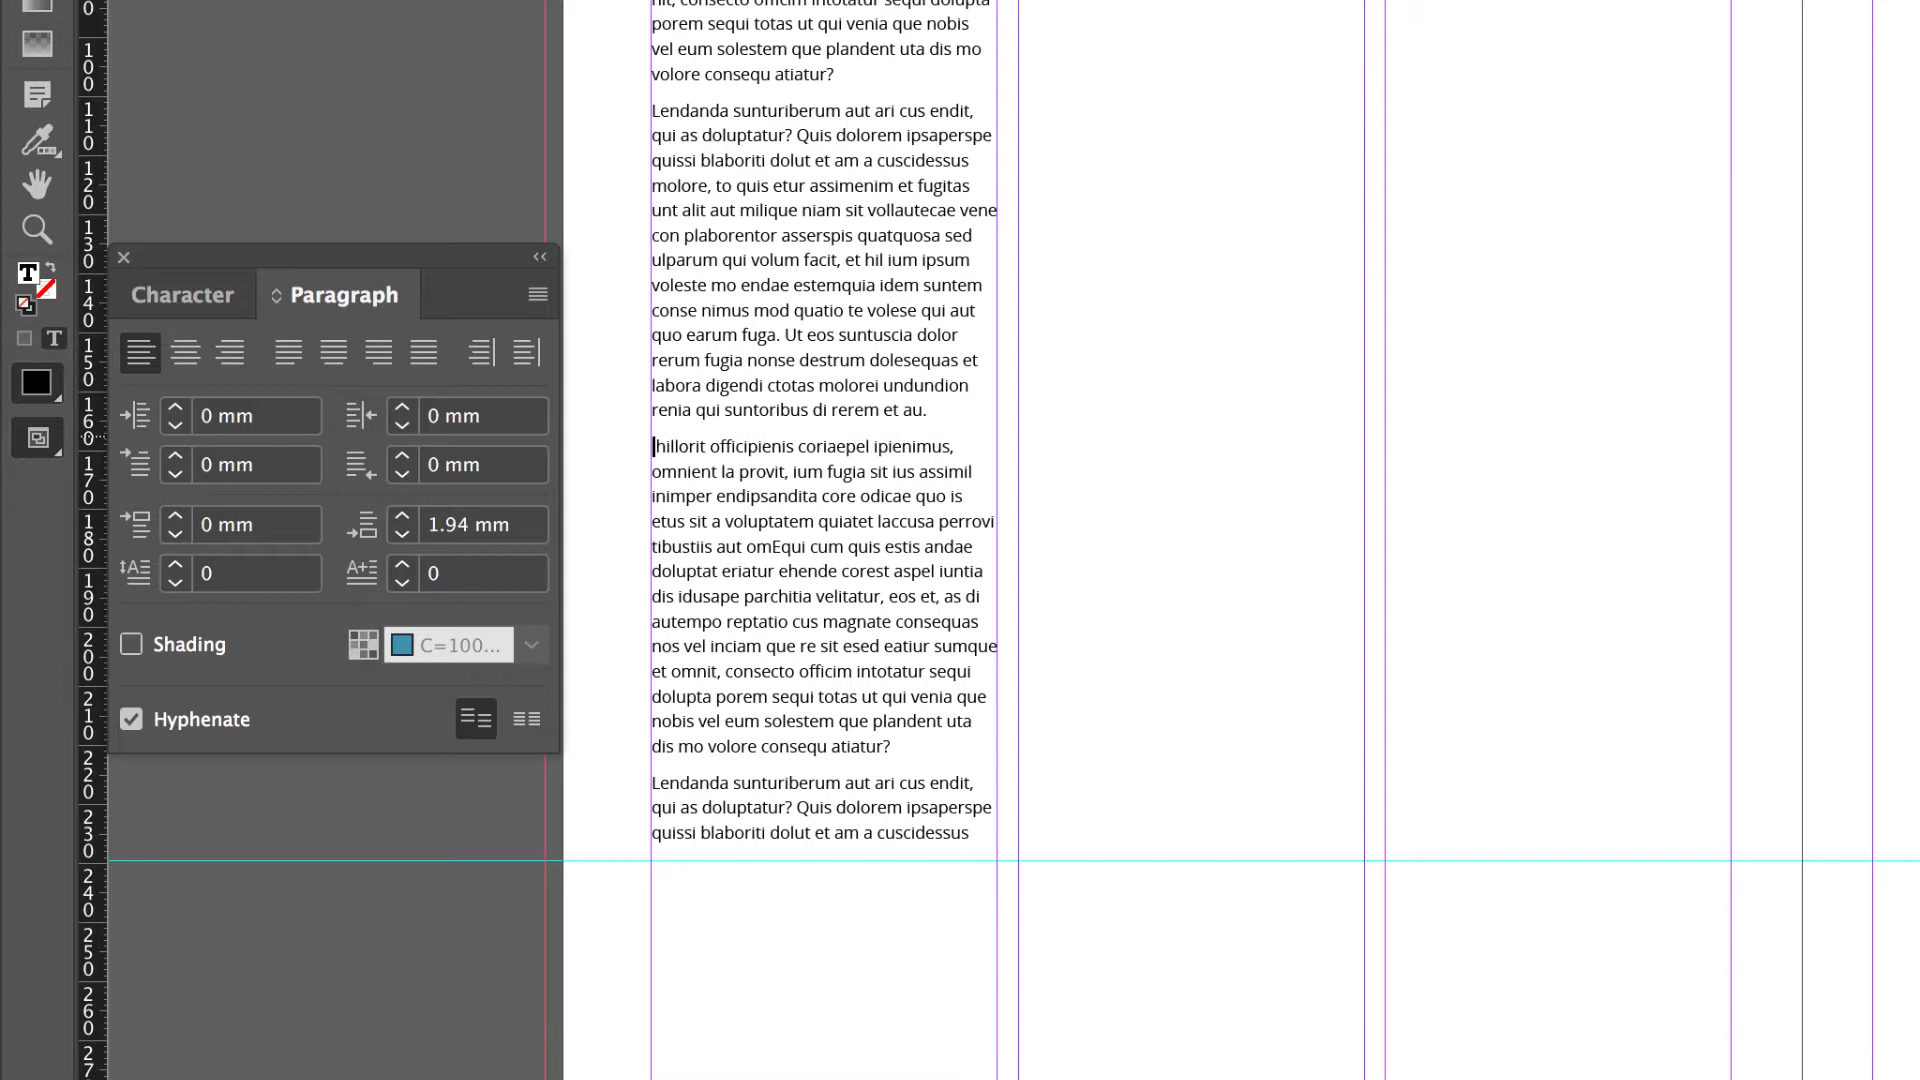 nit, consecto officim intotatur sequi dolupta
porem sequi totas ut qui venia que nobis
vel eum solestem que plandent uta dis mo
volore consequ atiatur?
Lendanda sunturiberum aut ari cus endit,
qui as doluptatur? Quis dolorem ipsaperspe
quissi blaboriti dolut et am a cuscidessus
molore, to quis etur assimenim et fugitas
unt alit aut milique niam sit vollautecae vene
con plaborentor asserspis quatquosa sed
ulparum qui volum facit, et hil ium ipsum
voleste mo endae estemquia idem suntem
conse nimus mod quatio te volese qui aut
quo earum fuga. Ut eos suntuscia dolor
rerum fugia nonse destrum dolesequas et
labora digendi ctotas molorei undundion
renia qui suntoribus di rerem et au.
hillorit officipienis coriaepel ipienimus,
omnient la provit, ium fugia sit ius assimil
inimper endipsandita core odicae quo is
etus sit a voluptatem quiatet laccusa perrovi
tibustiis aut omEqui cum quis estis andae
doluptat eriatur ehende corest aspel iuntia
dis idusape parchitia velitatur, eos et, as di
autempo reptatio cus magnate consequas
nos vel inciam que re sit esed eatiur sumque
et omnit, consecto officim intotatur sequi
dolupta porem sequi totas ut qui venia que
nobis vel eum solestem que plandent uta
dis mo volore consequ atiatur?
Lendanda sunturiberum aut ari cus endit,
qui as doluptatur? Quis dolorem ipsaperspe
quissi blaboriti dolut et am a cuscidessus
Character Paragraph
0 mm 0 mm
0 mm 0 mm
0 mm 1.94 mm
0 0
Shading C=100...
Hyphenate
T
T
0
100
110
120
130
140
150
160
170
180
190
200
210
220
230
240
250
260
27